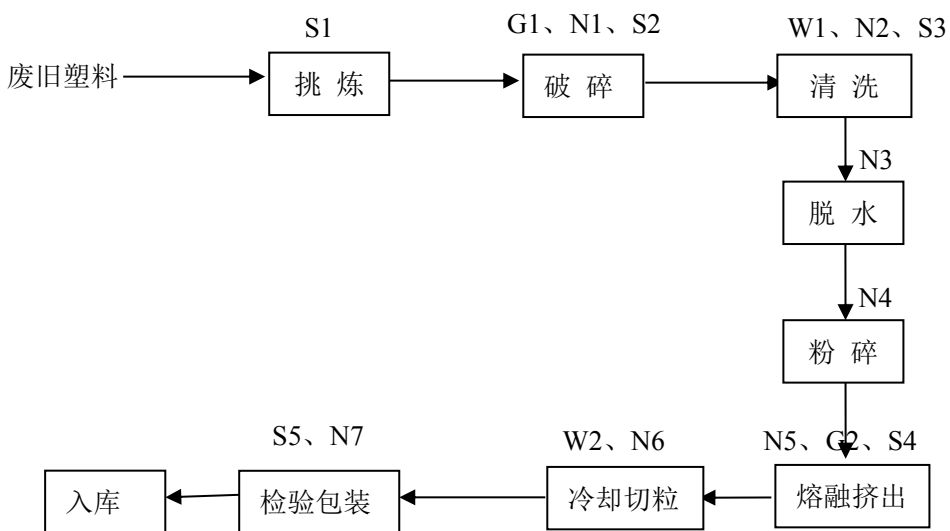 S1
G1、N1、S2
W1、N2、S3
废旧塑料
挑 炼
破 碎
清 洗
N3
脱 水
N4
粉 碎
S5、N7
W2、N6
N5、G2、S4
入库
检验包装
冷却切粒
熔融挤出